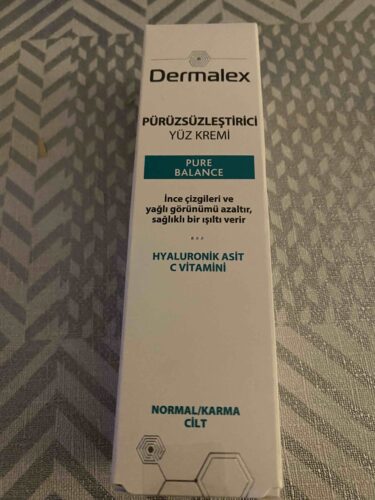 Dermalex
PÜRÜZSÜZLEŞTİRİCİ
YÜZ KREMİ
PURE
BALANCE
İnce çizgileri ve
yağlı görünümü azaltır,
sağlıklı bir ışıltı verir
HYALURONİK ASİT
C VİTAMİNİ
NORMAL/KARMA
CİLT